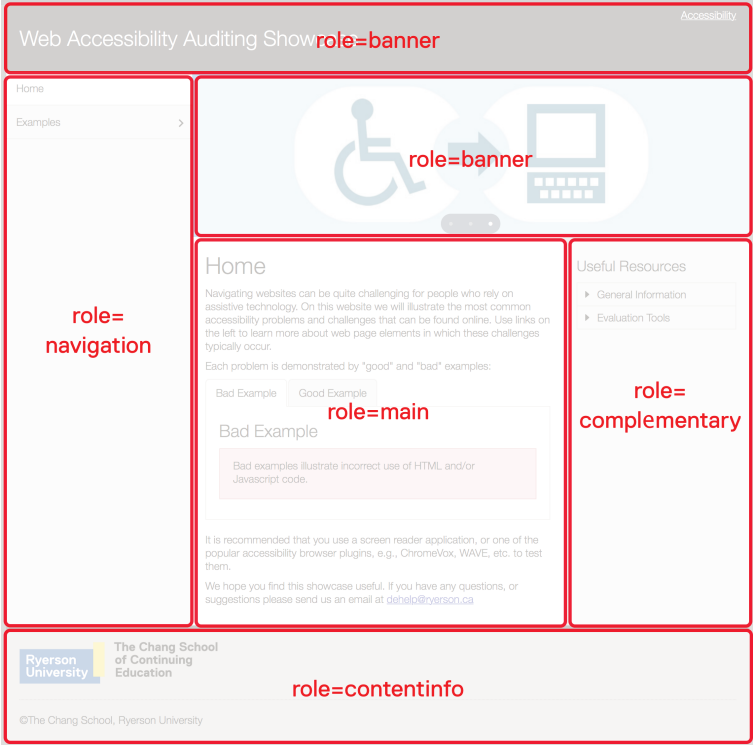 Accessibility
Web Accessibility Auditing Showcase
role=banner
Home
Examples
role=banner
role=
navigation
Home
Navigating websites can be quite challenging for people who rely on
assistive technology. On this website we will illustrate the most common
accessibility problems and challenges that can be found online. Use links on
the left to learn more about web page elements in which these challenges
typically occur.
Each problem is demonstrated by "good" and "bad" examples:
Bad Example
Good Example
role=main
Bad Example
Bad examples illustrate incorrect use of HTML and/or
Javascript code.
It is recommended that you use a screen reader application, or one of the
popular accessibility browser plugins, e.g., ChromeVox, WAVE, etc. to test
them.
We hope you find this showcase useful. If you have any questions, or
suggestions please send us an email at dehelp@ryerson.ca
Useful Resources
General Information
Evaluation Tools
role=
complementary
Ryerson
University
The Chang School
of Continuing
Education
role=contentinfo
©The Chang School, Ryerson University